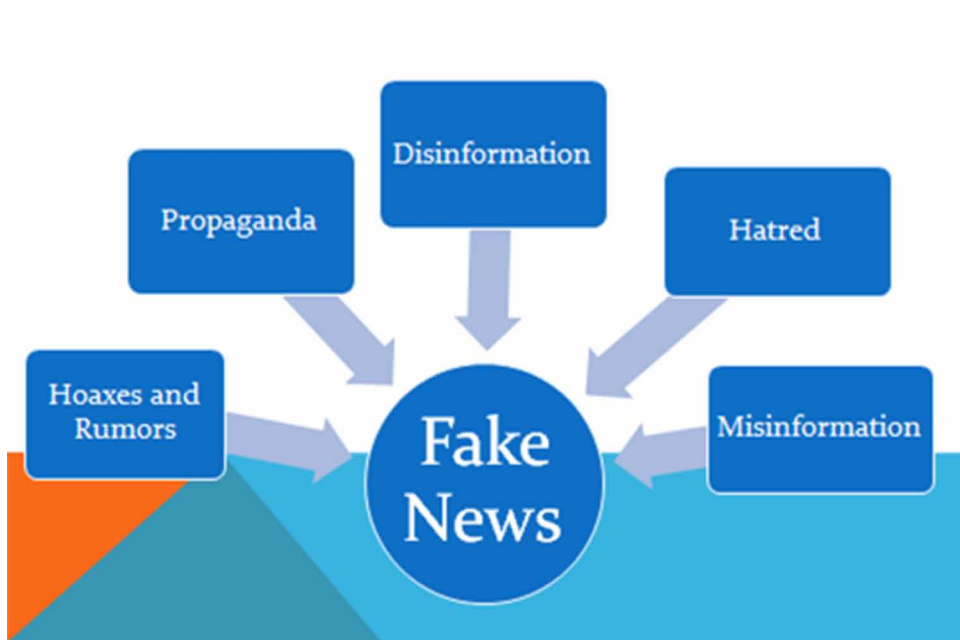 Disinformation
Propaganda
Hatred
Hoaxes and
Rumors
Misinformation
Fake
News